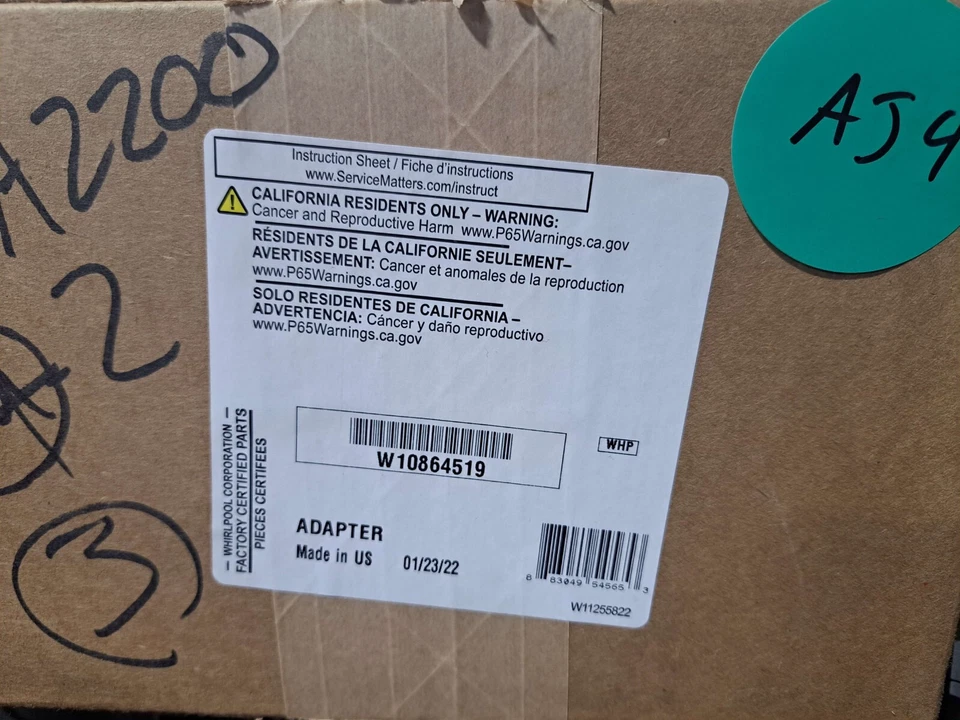 A2200
AJ4
Instruction Sheet / Fiche d'instructions
www.ServiceMatters.com/instruct
CALIFORNIA RESIDENTS ONLY – WARNING:
Cancer and Reproductive Harm www.P65Warnings.ca.gov
RÉSIDENTS DE LA CALIFORNIE SEULEMENT–
AVERTISSEMENT: Cancer et anomales de la reproduction
www.P65Warnings.ca.gov
SOLO RESIDENTES DE CALIFORNIA –
ADVERTENCIA: Cáncer y daño reproductivo
www.P65Warnings.ca.gov
A2
3
— WHIRLPOOL CORPORATION —
FACTORY CERTIFIED PARTS
PIECES CERTIFEES
W10864519
WHP
ADAPTER
Made in US 01/23/22
8 83049 54565 3
W11255822